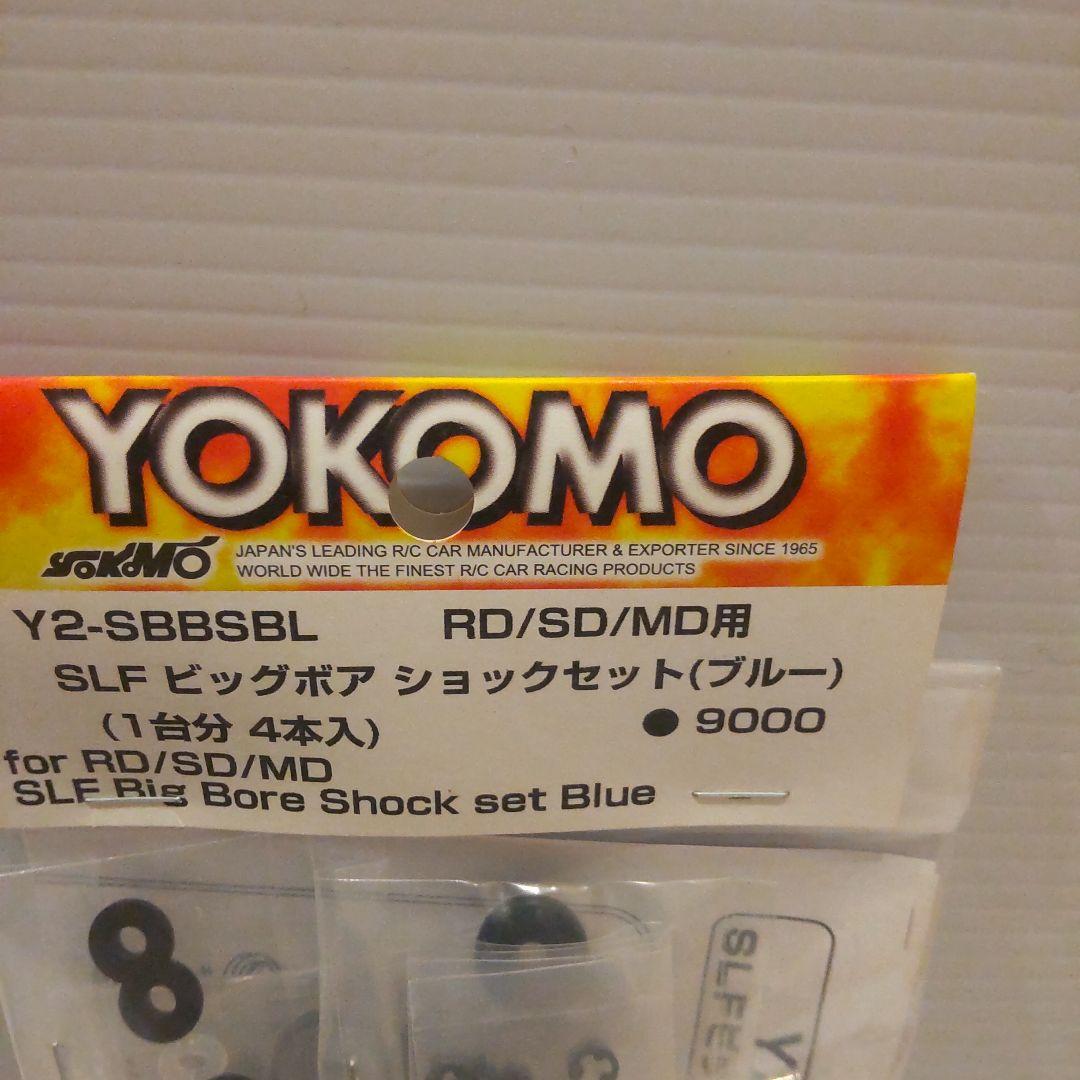 YOKOMO
YOKOMO JAPAN'S LEADING R/C CAR MANUFACTURER & EXPORTER SINCE 1965
WORLD WIDE THE FINEST R/C CAR RACING PRODUCTS
Y2-SBBSBL RD/SD/MD用
SLF ビッグボア ショックセット(ブルー)
(1台分 4本入) ● 9000
for RD/SD/MD
SLF Big Bore Shock set Blue
SLF